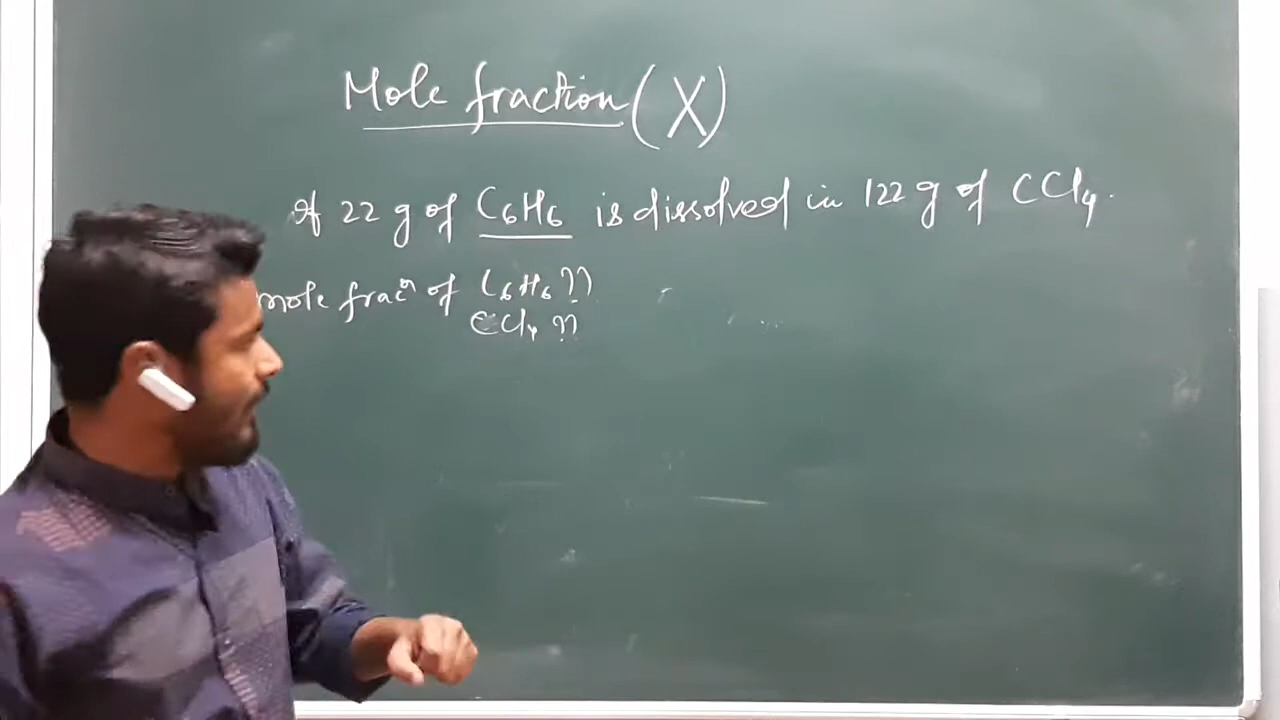 Mole fraction (X)
If 22 g of C6H6 is dissolved in 122 g of CCl4.
mole fracn of C6H6 ??
CCl4 ??